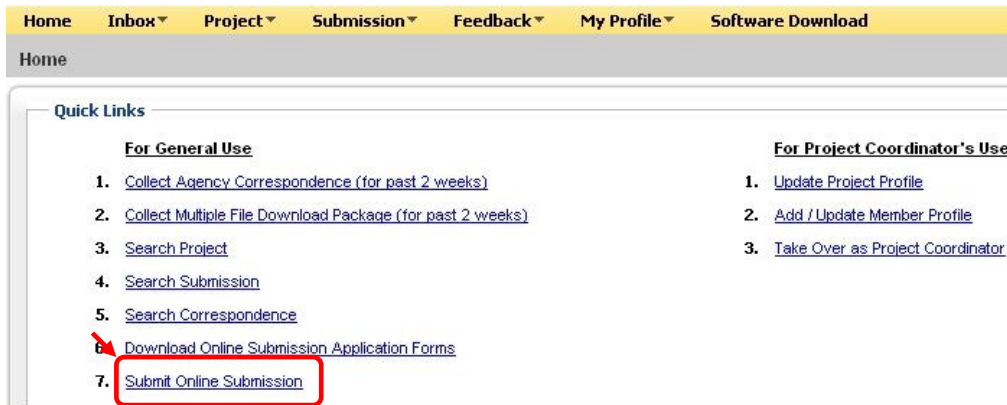 Home Inbox Project Submission Feedback My Profile Software Download
Home
Quick Links
For General Use
1. Collect Agency Correspondence (for past 2 weeks)
2. Collect Multiple File Download Package (for past 2 weeks)
3. Search Project
4. Search Submission
5. Search Correspondence
6. Download Online Submission Application Forms
7. Submit Online Submission
For Project Coordinator's Use
1. Update Project Profile
2. Add / Update Member Profile
3. Take Over as Project Coordinator